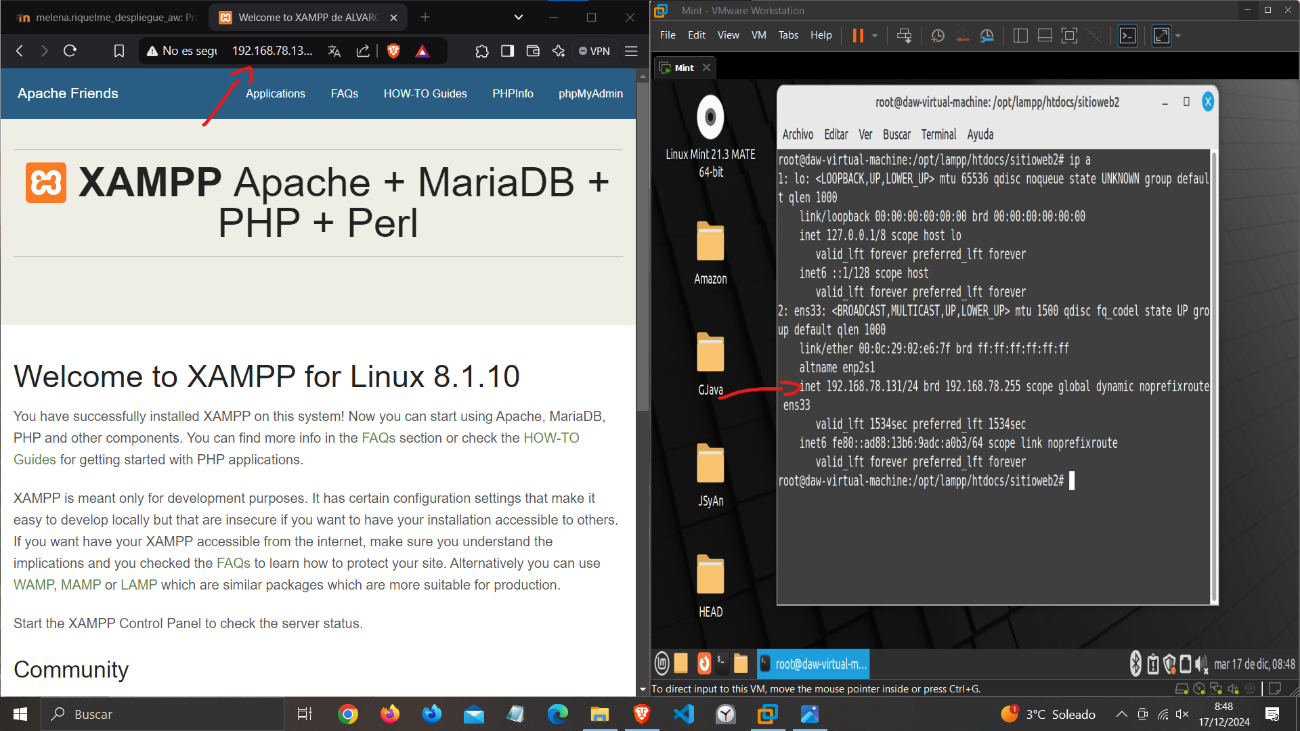 melena.riquelme_despliegue_aw: Pr
Welcome to XAMPP de ALVARO
No es segu
192.168.78.13...
VPN
Apache Friends
Applications
FAQs
HOW-TO Guides
PHPInfo
phpMyAdmin
XAMPP Apache + MariaDB +
PHP + Perl
Welcome to XAMPP for Linux 8.1.10
You have successfully installed XAMPP on this system! Now you can start using Apache, MariaDB,
PHP and other components. You can find more info in the FAQs section or check the HOW-TO
Guides for getting started with PHP applications.
XAMPP is meant only for development purposes. It has certain configuration settings that make it
easy to develop locally but that are insecure if you want to have your installation accessible to others.
If you want have your XAMPP accessible from the internet, make sure you understand the
implications and you checked the FAQs to learn how to protect your site. Alternatively you can use
WAMP, MAMP or LAMP which are similar packages which are more suitable for production.
Start the XAMPP Control Panel to check the server status.
Community
Mint - VMware Workstation
File Edit View VM Tabs Help
Mint
Linux Mint 21.3 MATE
64-bit
Amazon
GJava
JSyAn
HEAD
root@daw-virtual-machine: /opt/lampp/htdocs/sitioweb2
Archivo Editar Ver Buscar Terminal Ayuda
root@daw-virtual-machine:/opt/lampp/htdocs/sitioweb2# ip a
1: lo: <LOOPBACK,UP,LOWER_UP> mtu 65536 qdisc noqueue state UNKNOWN group defaul
t qlen 1000
link/loopback 00:00:00:00:00:00 brd 00:00:00:00:00:00
inet 127.0.0.1/8 scope host lo
valid_lft forever preferred_lft forever
inet6 ::1/128 scope host
valid_lft forever preferred_lft forever
2: ens33: <BROADCAST,MULTICAST,UP,LOWER_UP> mtu 1500 qdisc fq_codel state UP gro
up default qlen 1000
link/ether 00:0c:29:02:e6:7f brd ff:ff:ff:ff:ff:ff
altname enp2s1
inet 192.168.78.131/24 brd 192.168.78.255 scope global dynamic noprefixroute
ens33
valid_lft 1534sec preferred_lft 1534sec
inet6 fe80::ad88:13b6:9adc:a0b3/64 scope link noprefixroute
valid_lft forever preferred_lft forever
root@daw-virtual-machine:/opt/lampp/htdocs/sitioweb2#
root@daw-virtual-m...
mar 17 de dic, 08:48
To direct input to this VM, move the mouse pointer inside or press Ctrl+G.
Buscar
1
3°C Soleado
8:48
17/12/2024